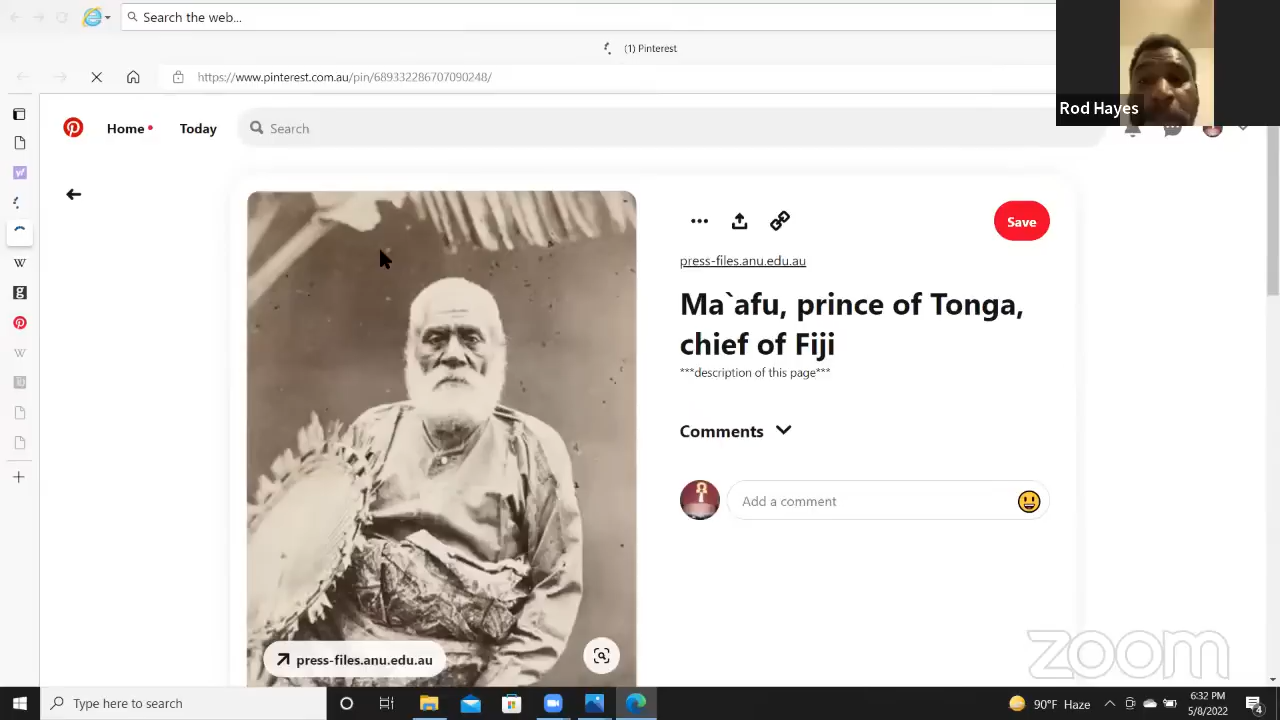 Search the web...
(1) Pinterest
https://www.pinterest.com.au/pin/689332286707090248/
Rod Hayes
Home
Today
Search
Save
press-files.anu.edu.au
Ma`afu, prince of Tonga,
chief of Fiji
***description of this page***
Comments
Add a comment
press-files.anu.edu.au
zoom
Type here to search
90°F Haze
6:32 PM
5/8/2022
4